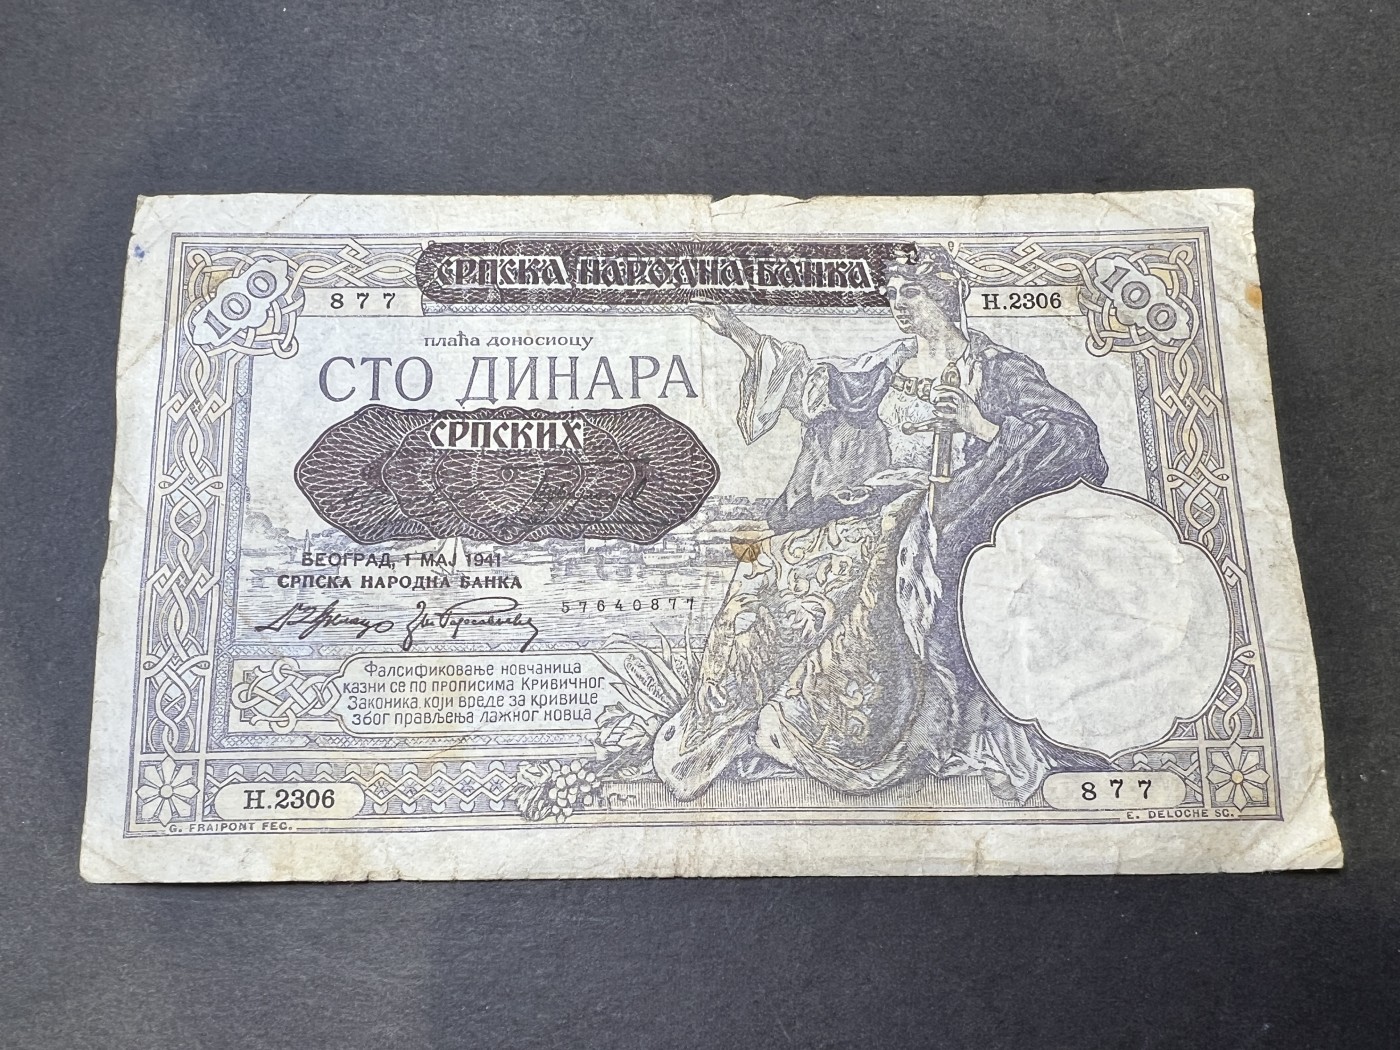 СРПСКА НАРОДНА БАНКА
100
877
Н.2306
100
плаћа доносиоцу
СТО ДИНАРА
СРПСКИХ
БЕОГРАД, 1 МАЈ 1941
СРПСКА НАРОДНА БАНКА
57640877
Фалсификовање новчаница
казни се по прописима Кривичног
Законика, који вреде за кривице
због прављења лажног новца
Н.2306
877
G. FRAIPONT FEC.
E. DELOCHE SC.